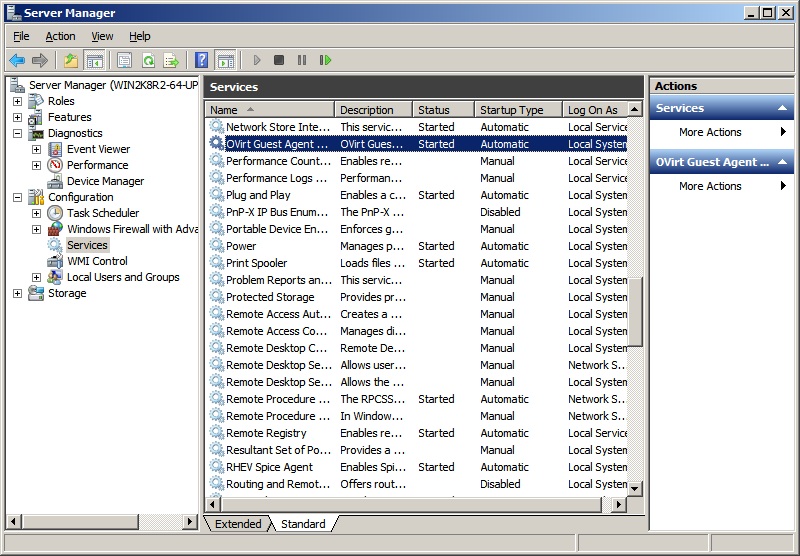 Server Manager
File Action View Help
Server Manager (WIN2K8R2-64-UP
Roles
Features
Diagnostics
Event Viewer
Performance
Device Manager
Configuration
Task Scheduler
Windows Firewall with Adva
Services
WMI Control
Local Users and Groups
Storage
Services
Name Description Status Startup Type Log On As
Network Store Inte... This servic... Started Automatic Local Service
OVirt Guest Agent ... OVirt Gues... Started Automatic Local System
Performance Count... Enables re... Manual Local Service
Performance Logs ... Performan... Manual Local Service
Plug and Play Enables a c... Started Automatic Local System
PnP-X IP Bus Enum... The PnP-X ... Disabled Local System
Portable Device En... Enforces g... Manual Local System
Power Manages p... Started Automatic Local System
Print Spooler Loads files ... Started Automatic Local System
Problem Reports an... This servic... Manual Local System
Protected Storage Provides pr... Manual Local System
Remote Access Aut... Creates a ... Manual Local System
Remote Access Co... Manages di... Manual Local System
Remote Desktop C... Remote De... Manual Local System
Remote Desktop Se... Allows user... Manual Network S...
Remote Desktop Se... Allows the ... Manual Local System
Remote Procedure ... The RPCSS... Started Automatic Network S...
Remote Procedure ... In Window... Manual Network S...
Remote Registry Enables re... Started Automatic Local Service
Resultant Set of Po... Provides a ... Manual Local System
RHEV Spice Agent Enables Spi... Started Automatic Local System
Routing and Remot... Offers rout... Disabled Local System
Extended Standard
Actions
Services
More Actions
OVirt Guest Agent ...
More Actions